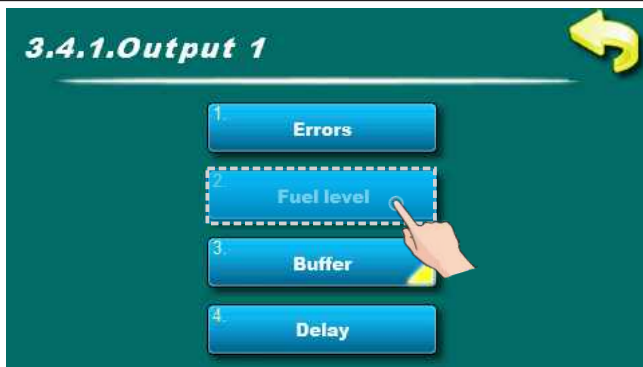 3.4.1.Output 1
1.
Errors
2.
Fuel level
3.
Buffer
4.
Delay